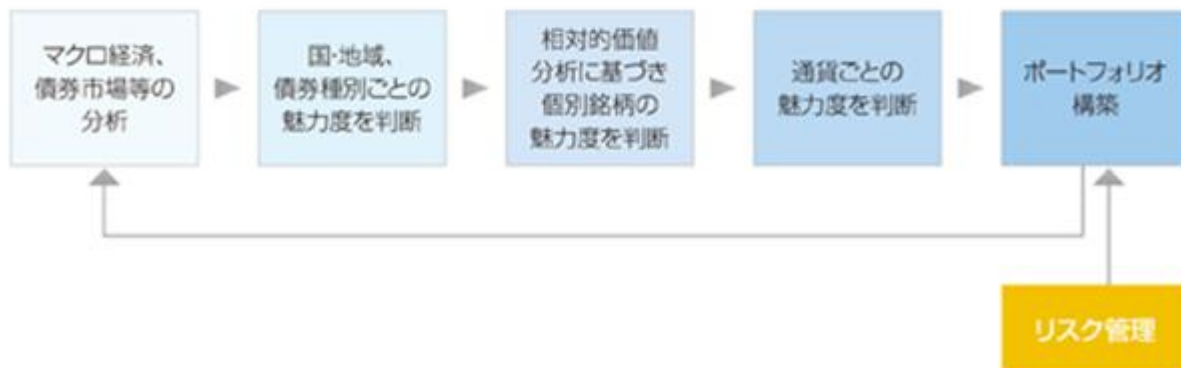 マクロ経済、
債券市場等の
分析
国・地域、
債券種別ごとの
魅力度を判断
相対的価値
分析に基づき
個別銘柄の
魅力度を判断
通貨ごとの
魅力度を判断
ポートフォリオ
構築
リスク管理